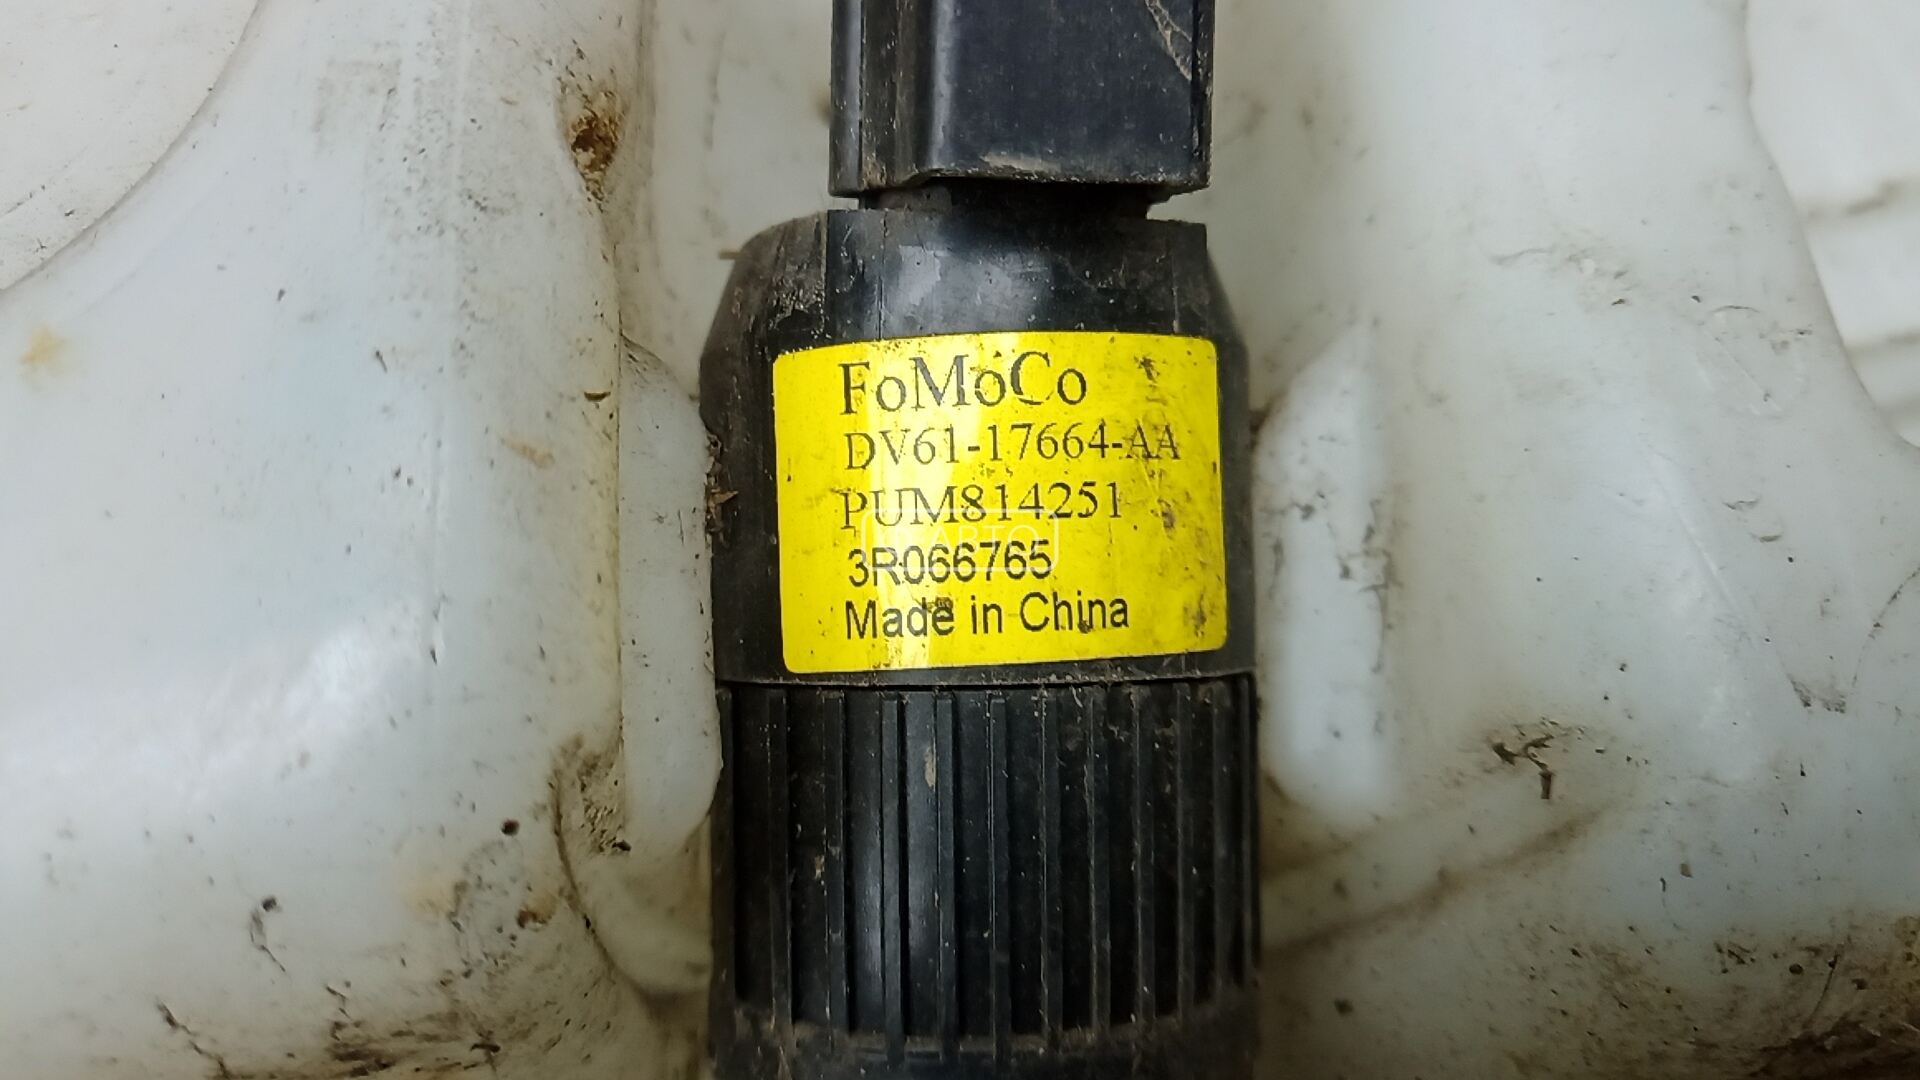 FoMoCo
DV61-17664-AA
PUM814251
3R066765
Made in China